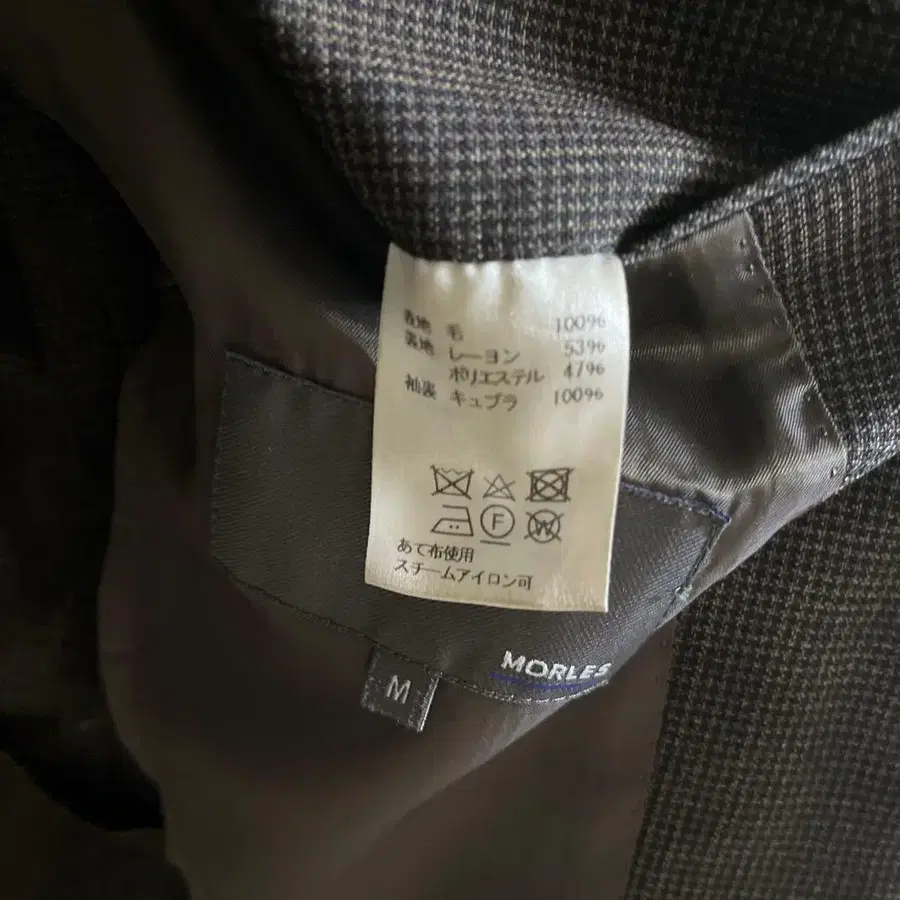 表地 毛 100%
裏地 レーヨン 53%
ポリエステル 47%
袖裏 キュプラ 100%
F
W
あて布使用
スチームアイロン可
MORLES
M